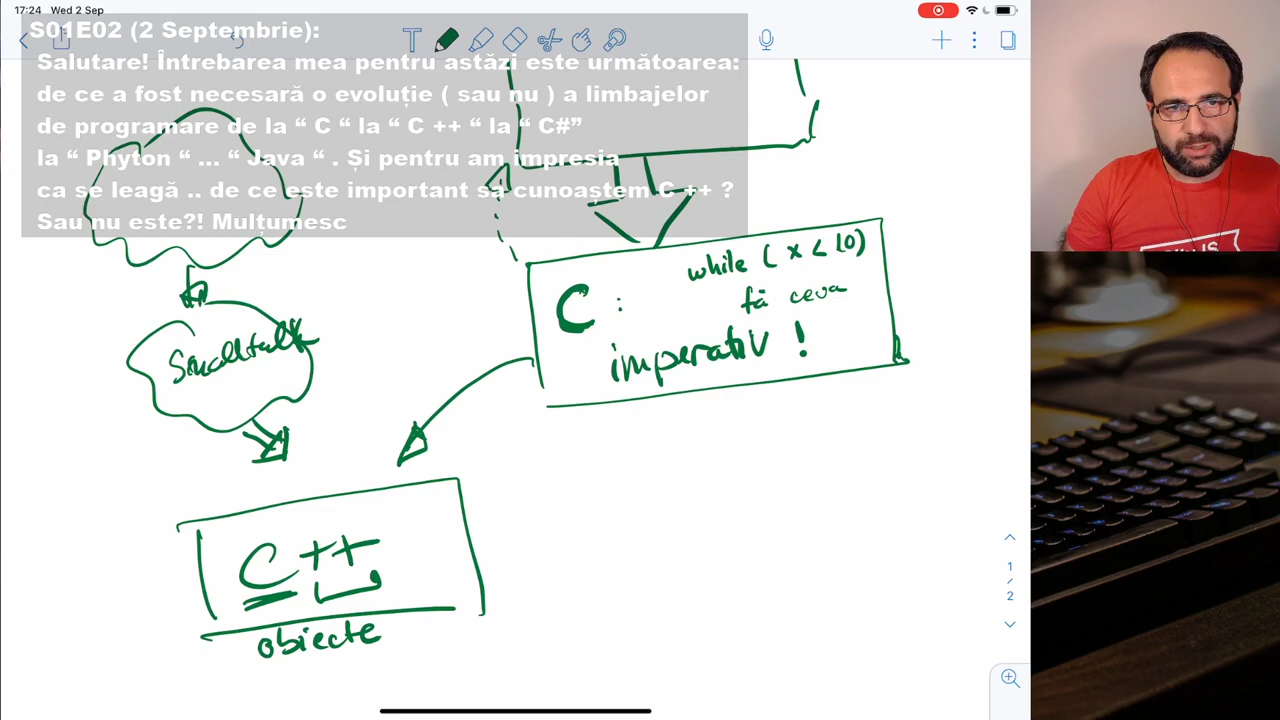 17:24 Wed 2 Sep
S01E02 (2 Septembrie):
Salutare! Întrebarea mea pentru astăzi este următoarea:
de ce a fost necesară o evoluție ( sau nu ) a limbajelor
de programare de la “ C “ la “ C ++ “ la “ C#”
la “ Phyton “ ... “ Java “ . Și pentru am impresia
ca se leagă .. de ce este important sa cunoaștem C ++ ?
Sau nu este?! Mulțumesc
while ( x < 10)
C :
fă ceva
imperativ !
Smalltalk
C++
obiecte
1
/
2